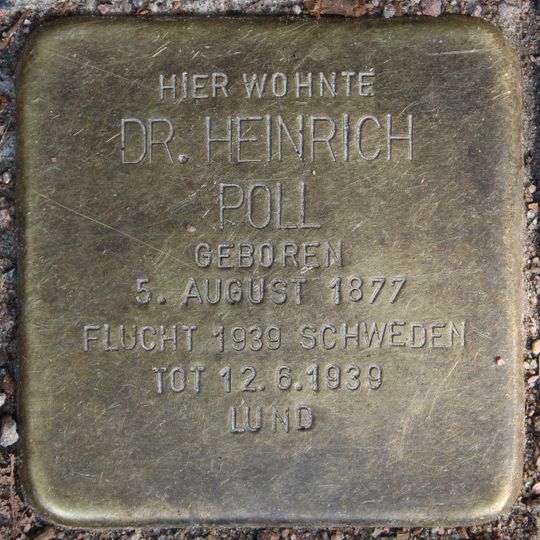 HIER WOHNTE
DR. HEINRICH
POLL
GEBOREN
5. AUGUST 1877
FLUCHT 1939 SCHWEDEN
TOT 12.6.1939
LUND